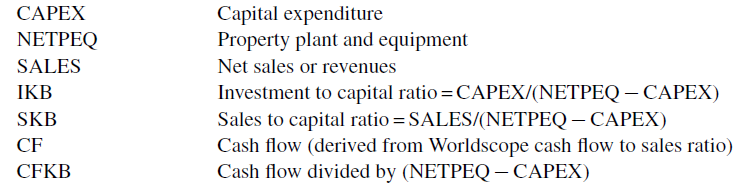 CAPEX Capital expenditure
NETPEQ Property plant and equipment
SALES Net sales or revenues
IKB Investment to capital ratio = CAPEX/(NETPEQ – CAPEX)
SKB Sales to capital ratio = SALES/(NETPEQ – CAPEX)
CF Cash flow (derived from Worldscope cash flow to sales ratio)
CFKB Cash flow divided by (NETPEQ – CAPEX)